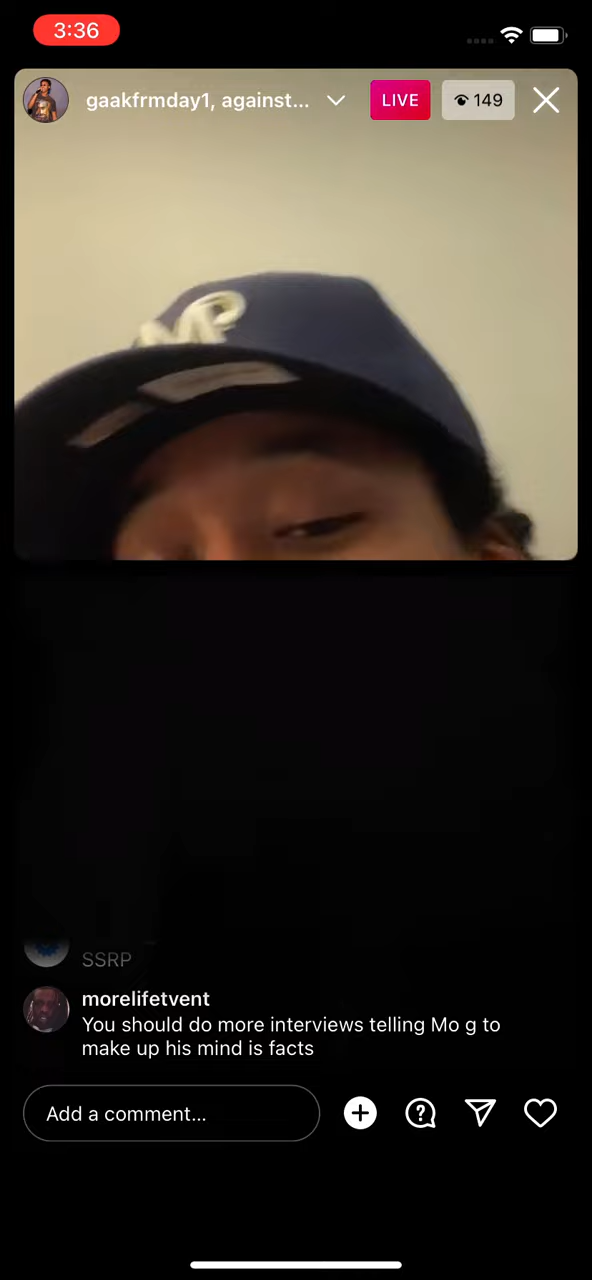 3:36
gaakfrmday1, against...
LIVE
149
MP
SSRP
morelifetvent
You should do more interviews telling Mo g to
make up his mind is facts
Add a comment...